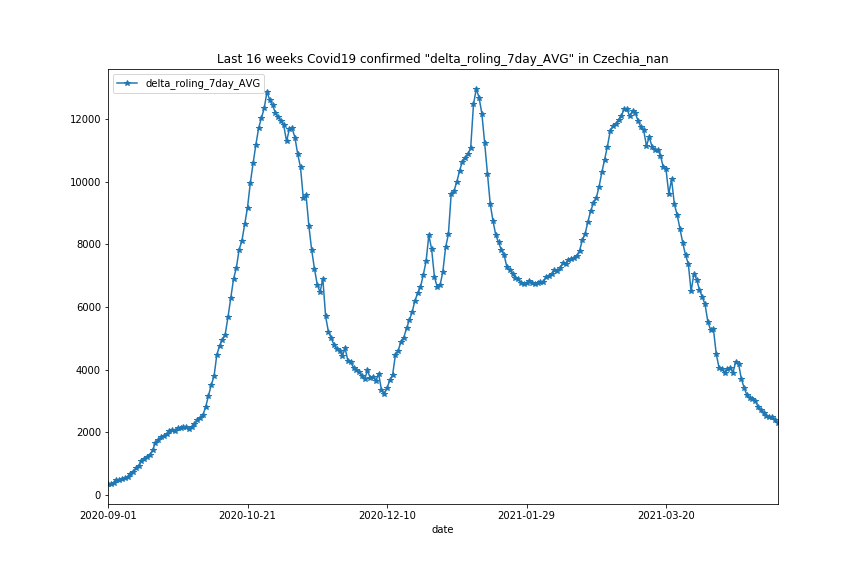 Last 16 weeks Covid19 confirmed "delta_roling_7day_AVG" in Czechia_nan
delta_roling_7day_AVG
12000
10000
8000
6000
4000
2000
0
2020-09-01 2020-10-21 2020-12-10 2021-01-29 2021-03-20
date